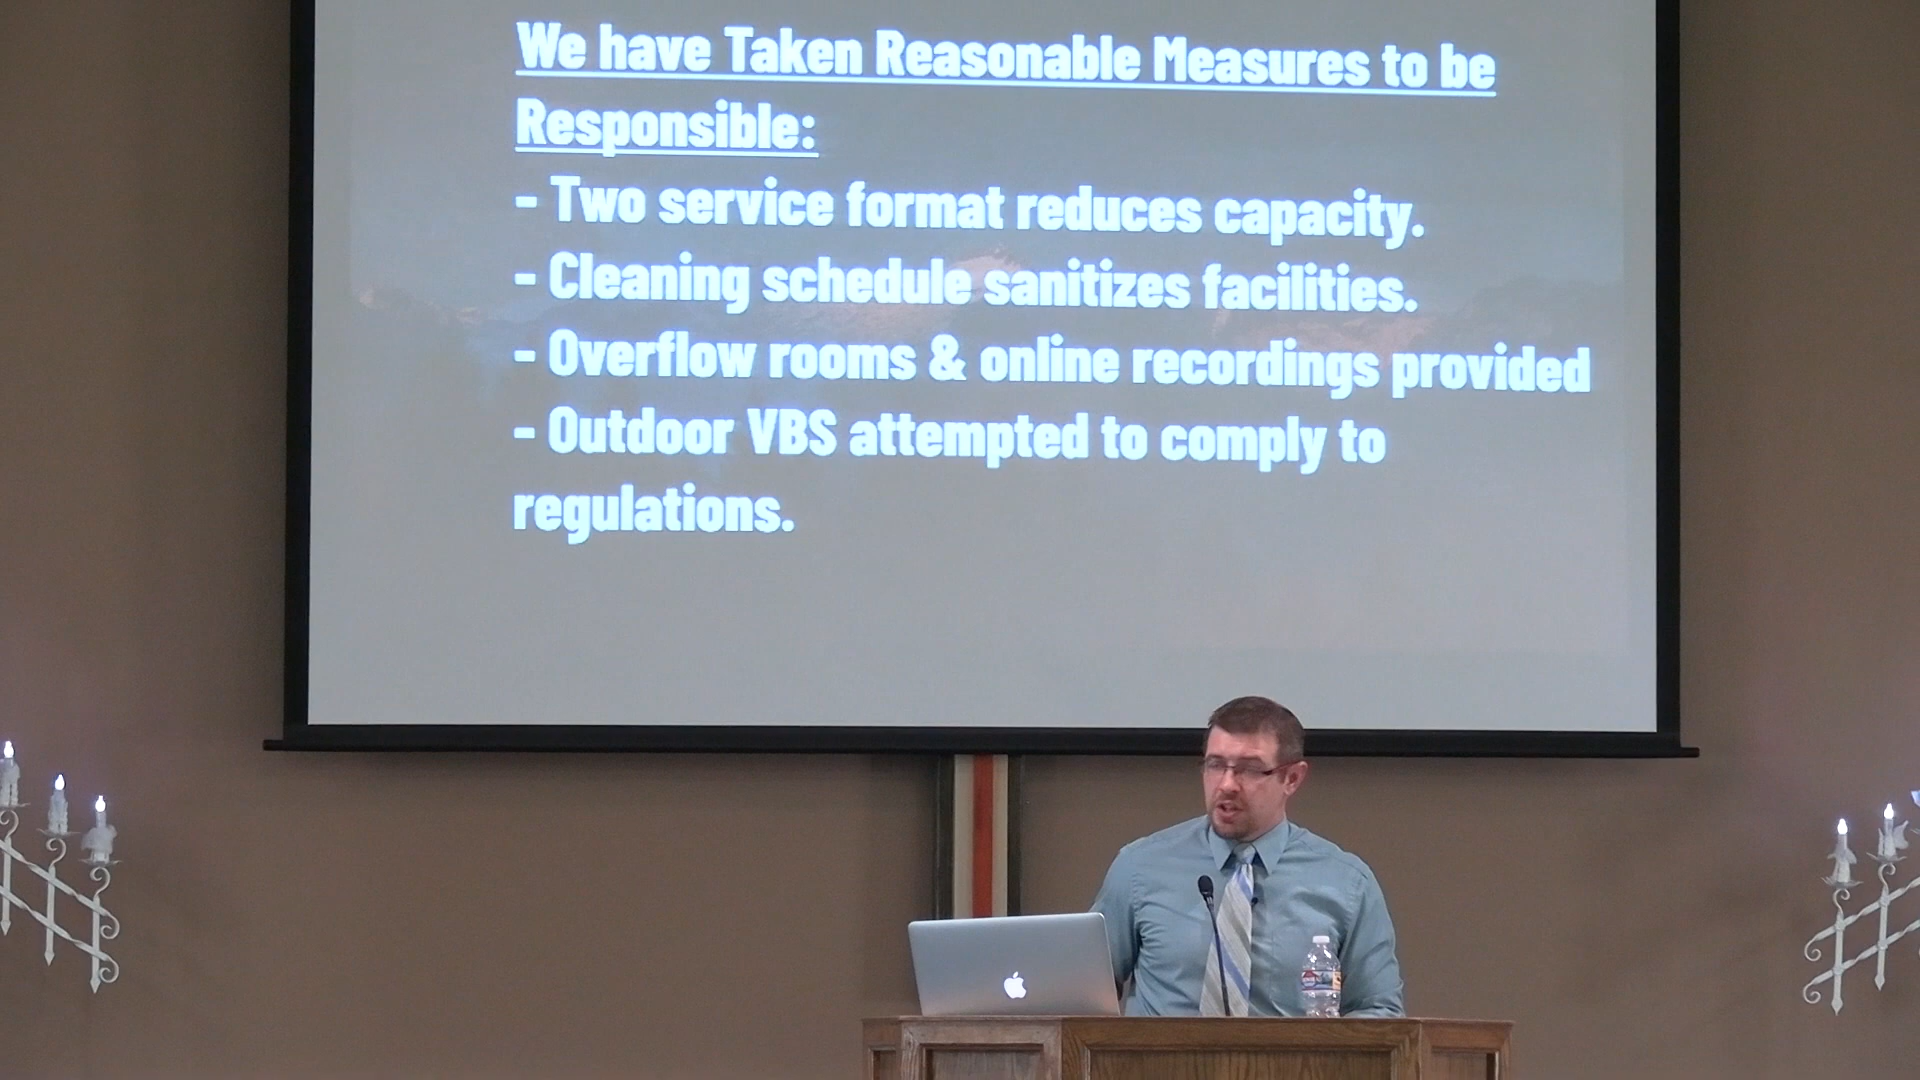 We have Taken Reasonable Measures to be
Responsible:
- Two service format reduces capacity.
- Cleaning schedule sanitizes facilities.
- Overflow rooms & online recordings provided
- Outdoor VBS attempted to comply to
regulations.